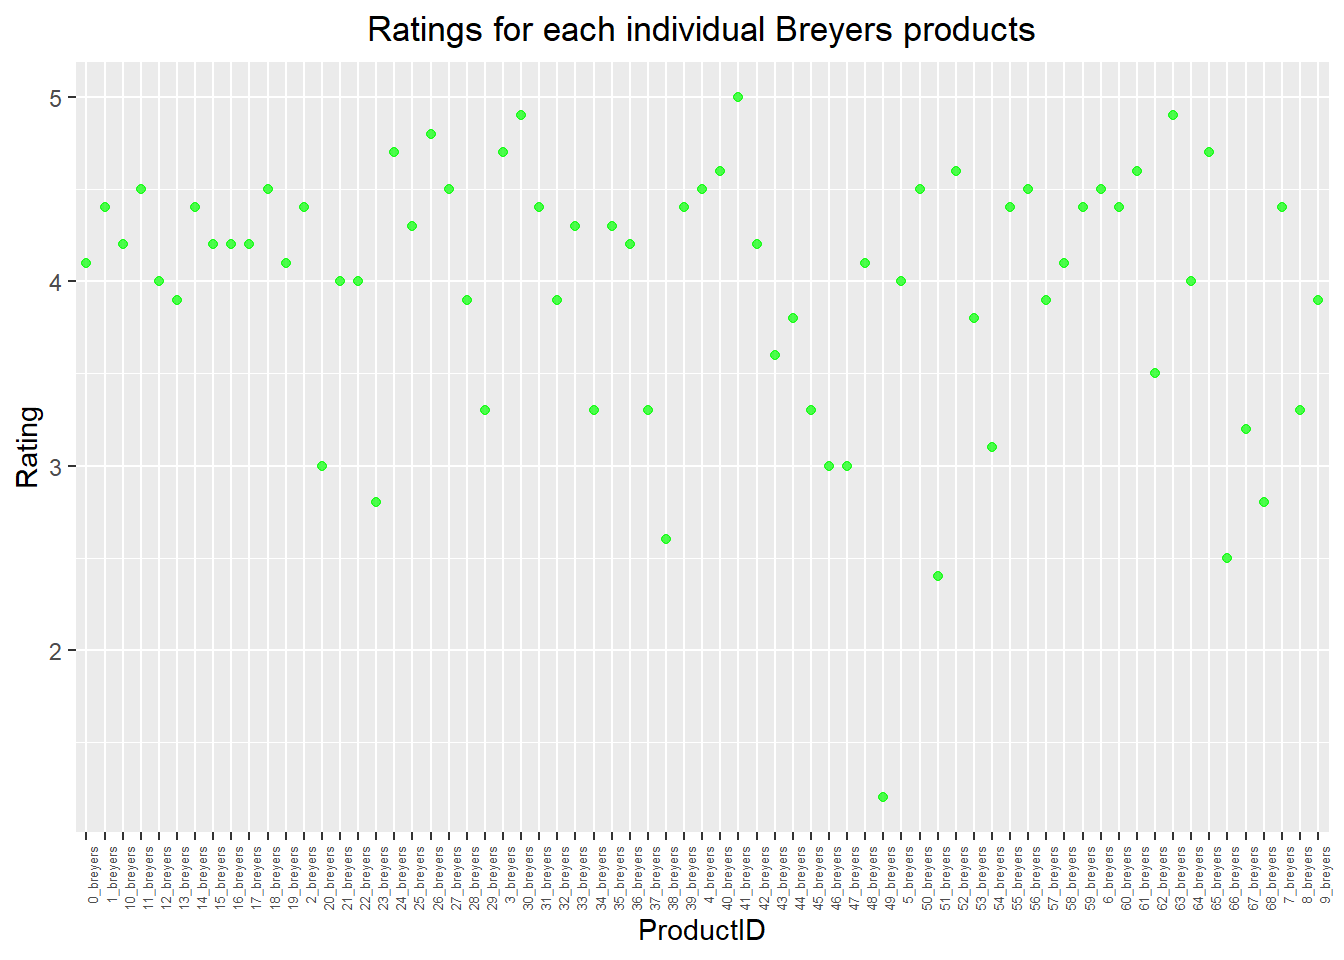 Ratings for each individual Breyers products
5
4
3
2
Rating
0_breyers
1_breyers
10_breyers
11_breyers
12_breyers
13_breyers
14_breyers
15_breyers
16_breyers
17_breyers
18_breyers
19_breyers
2_breyers
20_breyers
21_breyers
22_breyers
23_breyers
24_breyers
25_breyers
26_breyers
27_breyers
28_breyers
29_breyers
3_breyers
30_breyers
31_breyers
32_breyers
33_breyers
34_breyers
35_breyers
36_breyers
37_breyers
38_breyers
39_breyers
4_breyers
40_breyers
41_breyers
42_breyers
43_breyers
44_breyers
45_breyers
46_breyers
47_breyers
48_breyers
49_breyers
5_breyers
50_breyers
51_breyers
52_breyers
53_breyers
54_breyers
55_breyers
56_breyers
57_breyers
58_breyers
59_breyers
6_breyers
60_breyers
61_breyers
62_breyers
63_breyers
64_breyers
65_breyers
66_breyers
67_breyers
68_breyers
7_breyers
8_breyers
9_breyers
ProductID